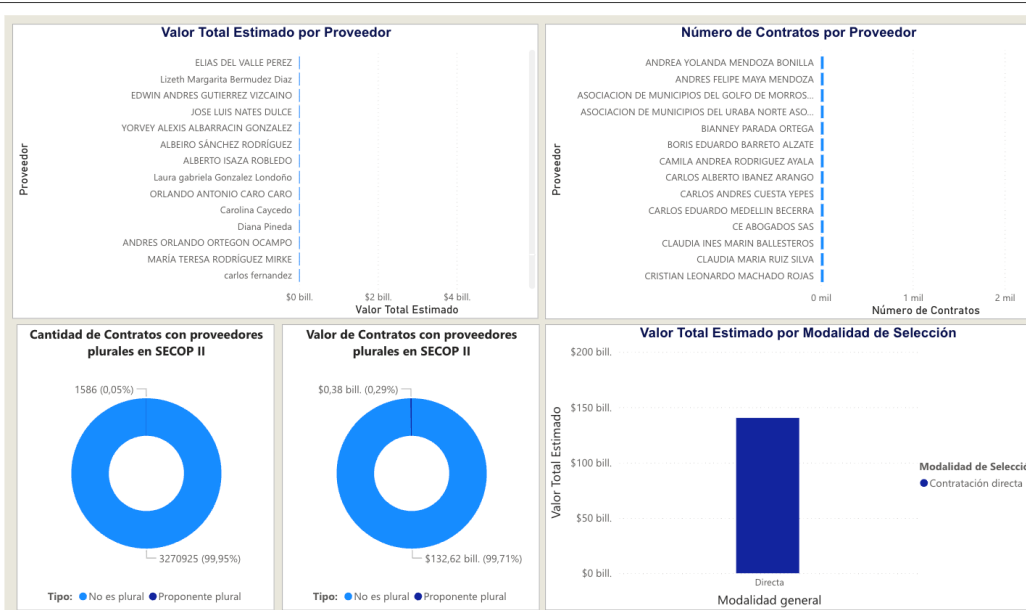 Valor Total Estimado por Proveedor
Proveedor
ELIAS DEL VALLE PEREZ
Lizeth Margarita Bermudez Diaz
EDWIN ANDRES GUTIERREZ VIZCAINO
JOSE LUIS NATES DULCE
YORVEY ALEXIS ALBARRACIN GONZALEZ
ALBEIRO SÁNCHEZ RODRÍGUEZ
ALBERTO ISAZA ROBLEDO
Laura gabriela Gonzalez Londoño
ORLANDO ANTONIO CARO CARO
Carolina Caycedo
Diana Pineda
ANDRES ORLANDO ORTEGON OCAMPO
MARÍA TERESA RODRÍGUEZ MIRKE
carlos fernandez
$0 bill. $2 bill. $4 bill.
Valor Total Estimado
Número de Contratos por Proveedor
Proveedor
ANDREA YOLANDA MENDOZA BONILLA
ANDRES FELIPE MAYA MENDOZA
ASOCIACION DE MUNICIPIOS DEL GOLFO DE MORROS...
ASOCIACION DE MUNICIPIOS DEL URABA NORTE ASO...
BIANNEY PARADA ORTEGA
BORIS EDUARDO BARRETO ALZATE
CAMILA ANDREA RODRIGUEZ AYALA
CARLOS ALBERTO IBANEZ ARANGO
CARLOS ANDRES CUESTA YEPES
CARLOS EDUARDO MEDELLIN BECERRA
CE ABOGADOS SAS
CLAUDIA INES MARIN BALLESTEROS
CLAUDIA MARIA RUIZ SILVA
CRISTIAN LEONARDO MACHADO ROJAS
0 mil 1 mil 2 mil
Número de Contratos
Cantidad de Contratos con proveedores
plurales en SECOP II
1586 (0,05%)
3270925 (99,95%)
Tipo: No es plural Proponente plural
Valor de Contratos con proveedores
plurales en SECOP II
$0,38 bill. (0,29%)
$132,62 bill. (99,71%)
Tipo: No es plural Proponente plural
Valor Total Estimado por Modalidad de Selección
Valor Total Estimado
$200 bill.
$150 bill.
$100 bill.
$50 bill.
$0 bill.
Directa
Modalidad general
Modalidad de Selecció
Contratación directa